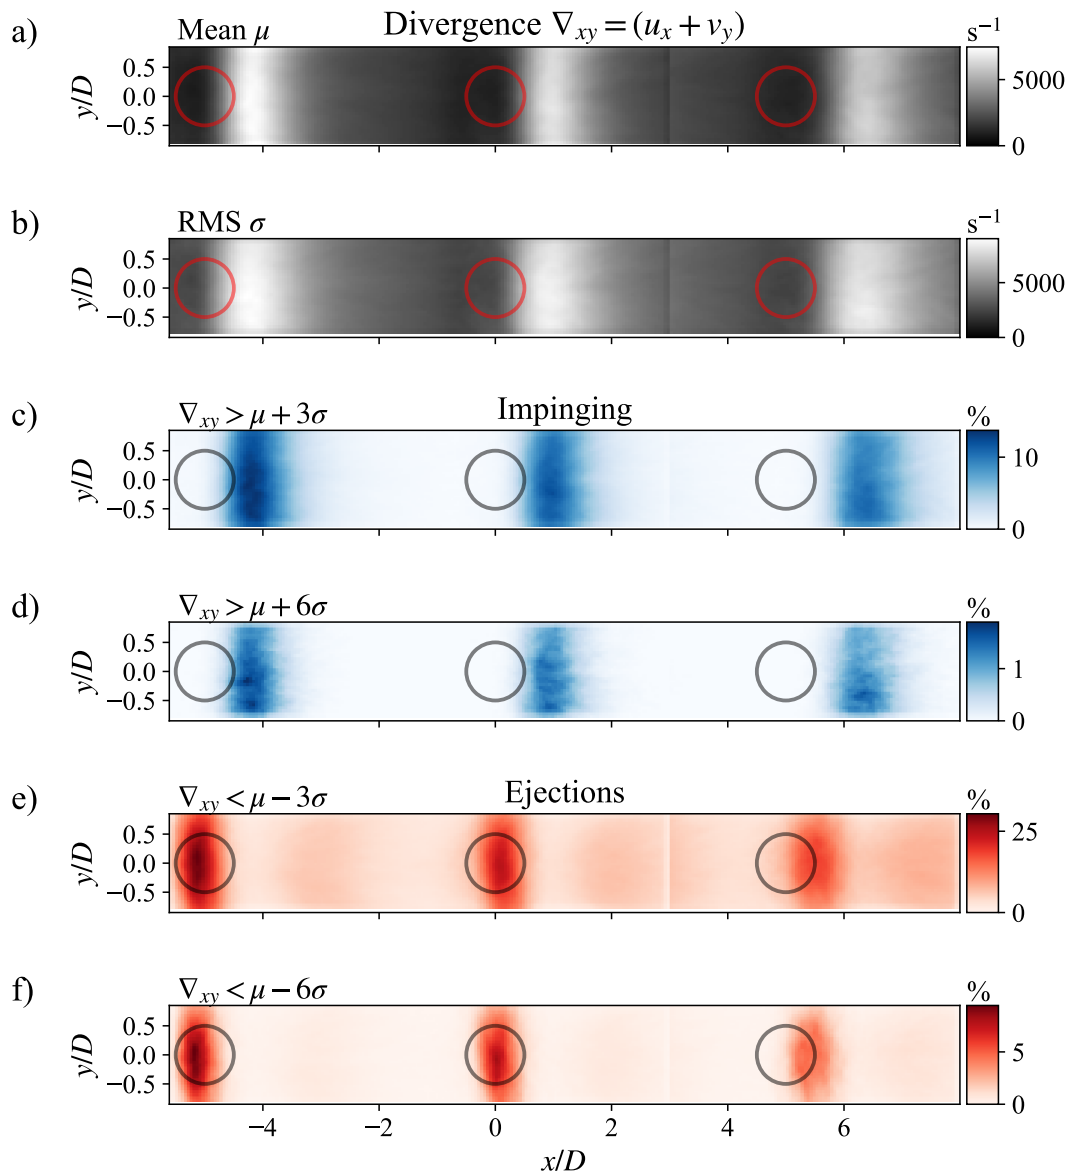 a)
Mean μ
Divergence ∇xy = (ux + vy)
s⁻¹
y/D
0.5
0.0
−0.5
5000
0
b)
RMS σ
s⁻¹
y/D
0.5
0.0
−0.5
5000
0
c)
∇xy > μ + 3σ
Impinging
%
y/D
0.5
0.0
−0.5
10
0
d)
∇xy > μ + 6σ
%
y/D
0.5
0.0
−0.5
1
0
e)
∇xy < μ − 3σ
Ejections
%
y/D
0.5
0.0
−0.5
25
0
f)
∇xy < μ − 6σ
%
y/D
0.5
0.0
−0.5
5
0
−4 −2 0 2 4 6
x/D